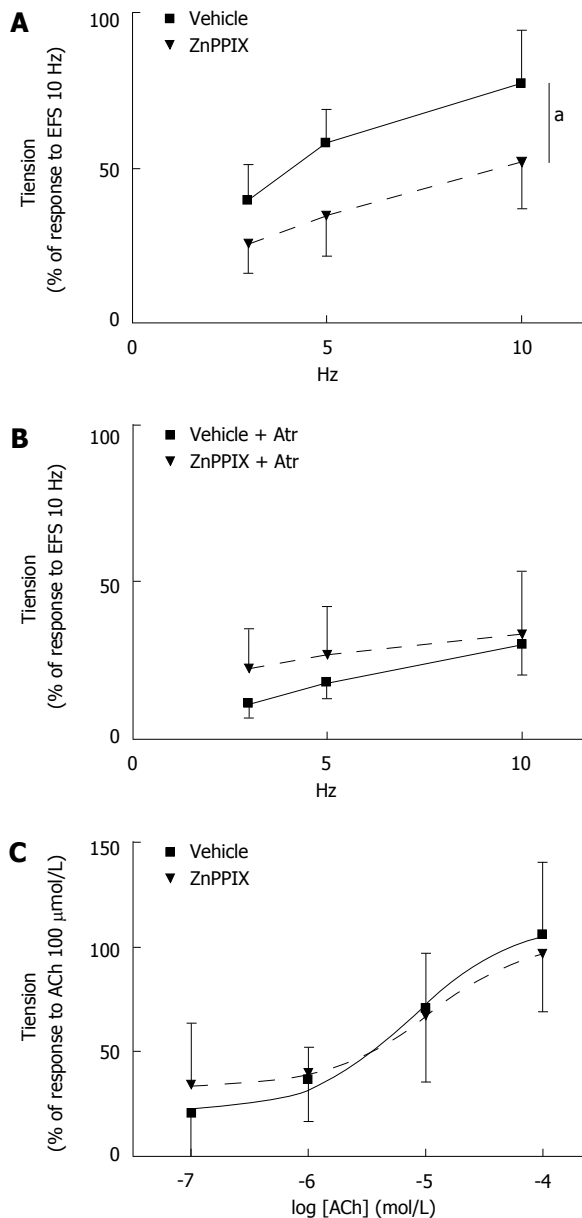 A
Vehicle
ZnPPIX
100
50
0
Tiension
(% of response to EFS 10 Hz)
a
0 5 10
Hz
B
Vehicle + Atr
ZnPPIX + Atr
100
50
0
Tiension
(% of response to EFS 10 Hz)
0 5 10
Hz
C
Vehicle
ZnPPIX
150
100
50
0
Tiension
(% of response to ACh 100 μmol/L)
-7 -6 -5 -4
log [ACh] (mol/L)